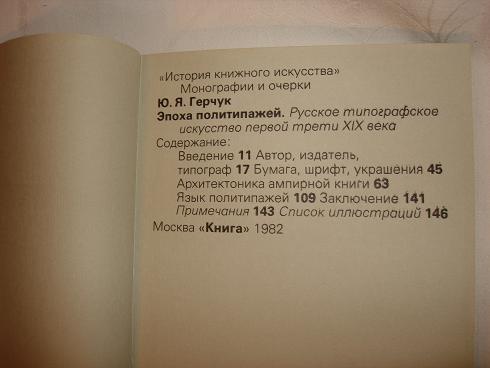 «История книжного искусства»
Монографии и очерки
Ю. Я. Герчук
Эпоха политипажей. Русское типографское
искусство первой трети XIX века
Содержание:
Введение 11 Автор, издатель,
типограф 17 Бумага, шрифт, украшения 45
Архитектоника ампирной книги 63
Язык политипажей 109 Заключение 141
Примечания 143 Список иллюстраций 146
Москва «Книга» 1982